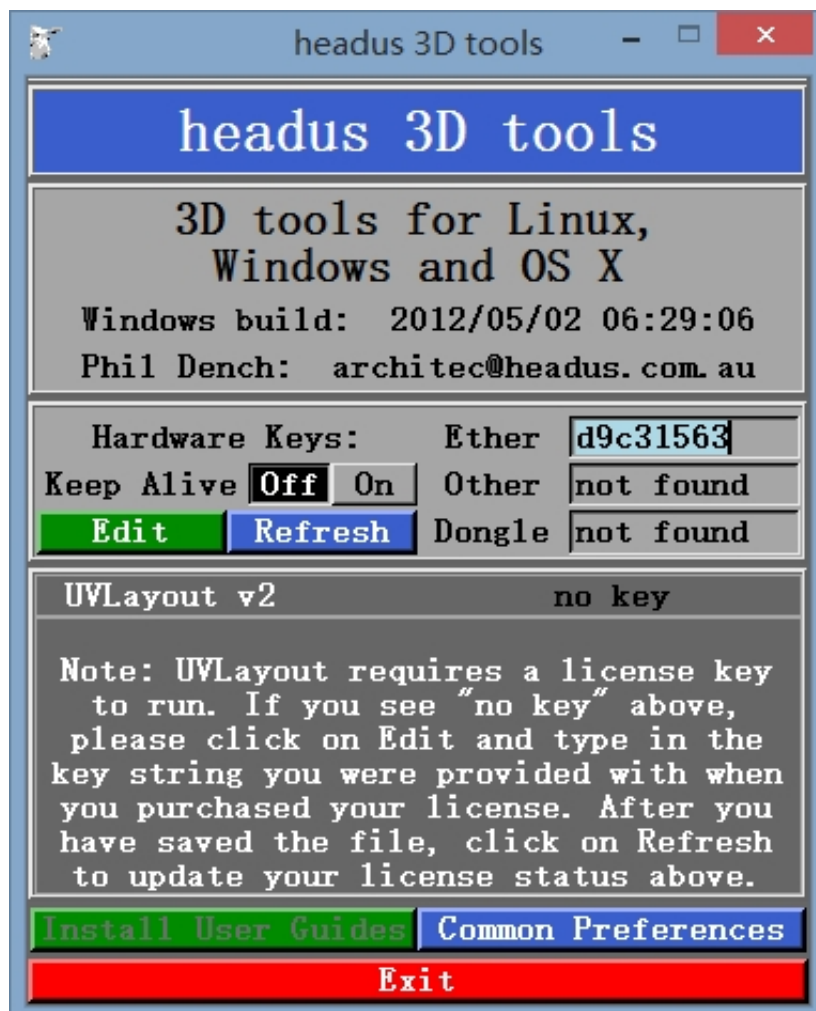 headus 3D tools
headus 3D tools
3D tools for Linux,
Windows and OS X
Windows build: 2012/05/02 06:29:06
Phil Dench: architec@headus.com.au
Hardware Keys: Ether d9c31563
Keep Alive Off On Other not found
Edit Refresh Dongle not found
UVLayout v2 no key
Note: UVLayout requires a license key
to run. If you see "no key" above,
please click on Edit and type in the
key string you were provided with when
you purchased your license. After you
have saved the file, click on Refresh
to update your license status above.
Install User Guides Common Preferences
Exit